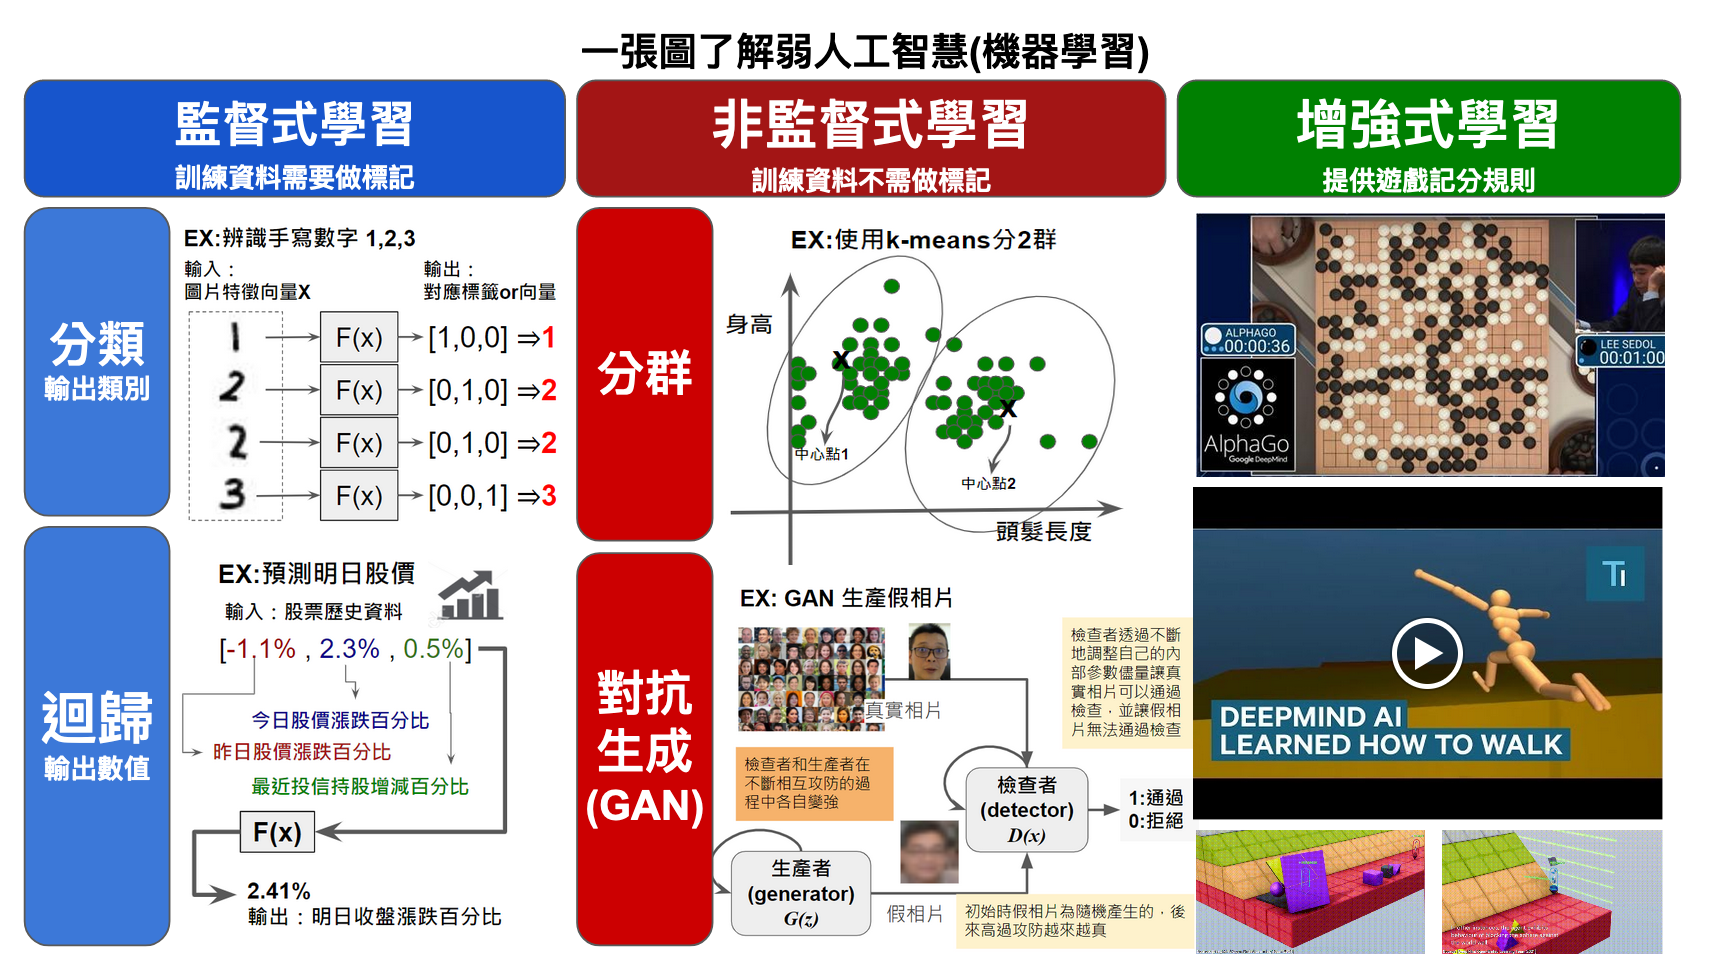 一張圖了解弱人工智慧(機器學習)
監督式學習
訓練資料需要做標記
非監督式學習
訓練資料不需做標記
增強式學習
提供遊戲記分規則
分類
輸出類別
EX:辨識手寫數字 1,2,3
輸入：
圖片特徵向量X
輸出：
對應標籤or向量
1 F(x) [1,0,0] ⇒1
2 F(x) [0,1,0] ⇒2
2 F(x) [0,1,0] ⇒2
3 F(x) [0,0,1] ⇒3
迴歸
輸出數值
EX:預測明日股價
輸入：股票歷史資料
[-1.1% , 2.3% , 0.5%]
今日股價漲跌百分比
昨日股價漲跌百分比
最近投信持股增減百分比
F(x)
2.41%
輸出：明日收盤漲跌百分比
分群
EX:使用k-means分2群
身高
X
中心點1
X
中心點2
頭髮長度
對抗
生成
(GAN)
EX: GAN 生產假相片
真實相片
檢查者透過不斷
地調整自己的內
部參數儘量讓真
實相片可以通過
檢查，並讓假相
片無法通過檢查
檢查者和生產者在
不斷相互攻防的過
程中各自變強
檢查者
(detector)
D(x)
1:通過
0:拒絕
生產者
(generator)
G(z)
假相片
初始時假相片為隨機產生的，後
來高過攻防越來越真
ALPHAGO
00:00:36
LEE SEDOL
00:01:00
AlphaGo
Google DeepMind
TI
DEEPMIND AI
LEARNED HOW TO WALK